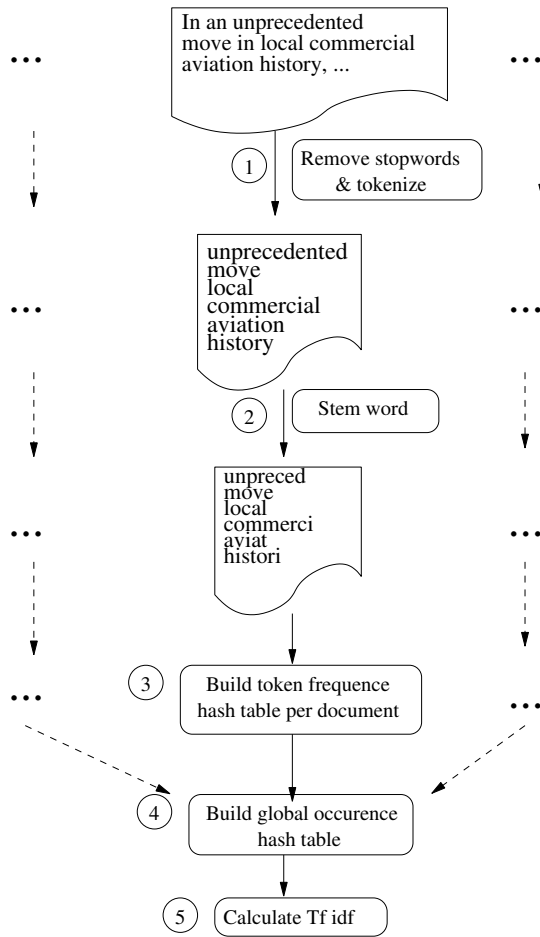 In an unprecedented
move in local commercial
aviation history, ...
...
...
1
Remove stopwords
& tokenize
unprecedented
move
local
commercial
aviation
history
...
...
2
Stem word
unpreced
move
local
commerci
aviat
histori
...
...
3
Build token frequence
hash table per document
...
...
4
Build global occurence
hash table
5
Calculate Tf idf